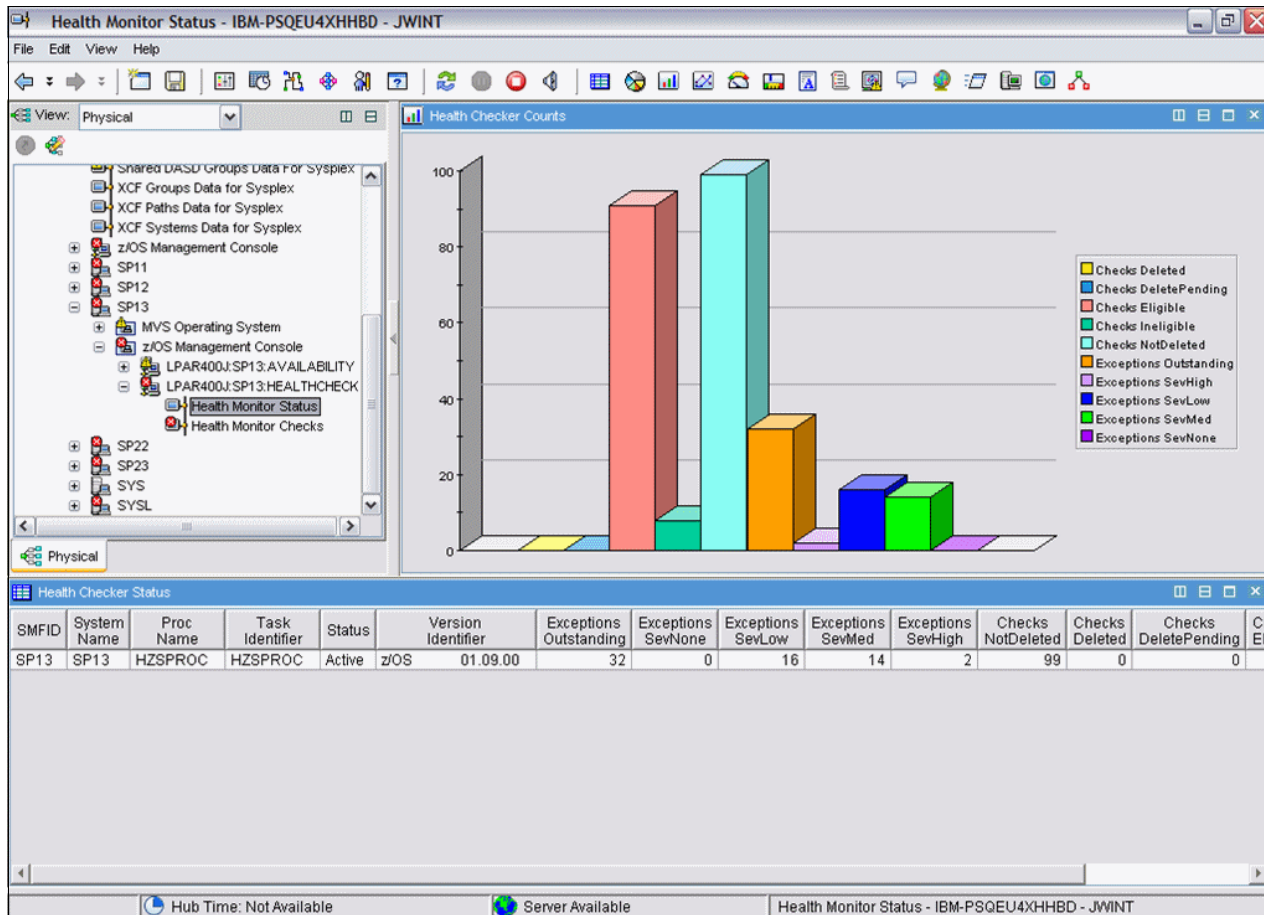 Health Monitor Status - IBM-PSQEU4XHHBD - JWINT
File Edit View Help
View: Physical
Shared DASD Groups Data For Sysplex
XCF Groups Data for Sysplex
XCF Paths Data for Sysplex
XCF Systems Data for Sysplex
z/OS Management Console
SP11
SP12
SP13
MVS Operating System
z/OS Management Console
LPAR400J:SP13:AVAILABILITY
LPAR400J:SP13:HEALTHCHECK
Health Monitor Status
Health Monitor Checks
SP22
SP23
SYS
SYSL
Physical
Health Checker Counts
100
80
60
40
20
0
Checks Deleted
Checks DeletePending
Checks Eligible
Checks Ineligible
Checks NotDeleted
Exceptions Outstanding
Exceptions SevHigh
Exceptions SevLow
Exceptions SevMed
Exceptions SevNone
Health Checker Status
SMFID System Name Proc Name Task Identifier Status Version Identifier Exceptions Outstanding Exceptions SevNone Exceptions SevLow Exceptions SevMed Exceptions SevHigh Checks NotDeleted Checks Deleted Checks DeletePending
SP13 SP13 HZSPROC HZSPROC Active z/OS 01.09.00 32 0 16 14 2 99 0 0
Hub Time: Not Available
Server Available
Health Monitor Status - IBM-PSQEU4XHHBD - JWINT